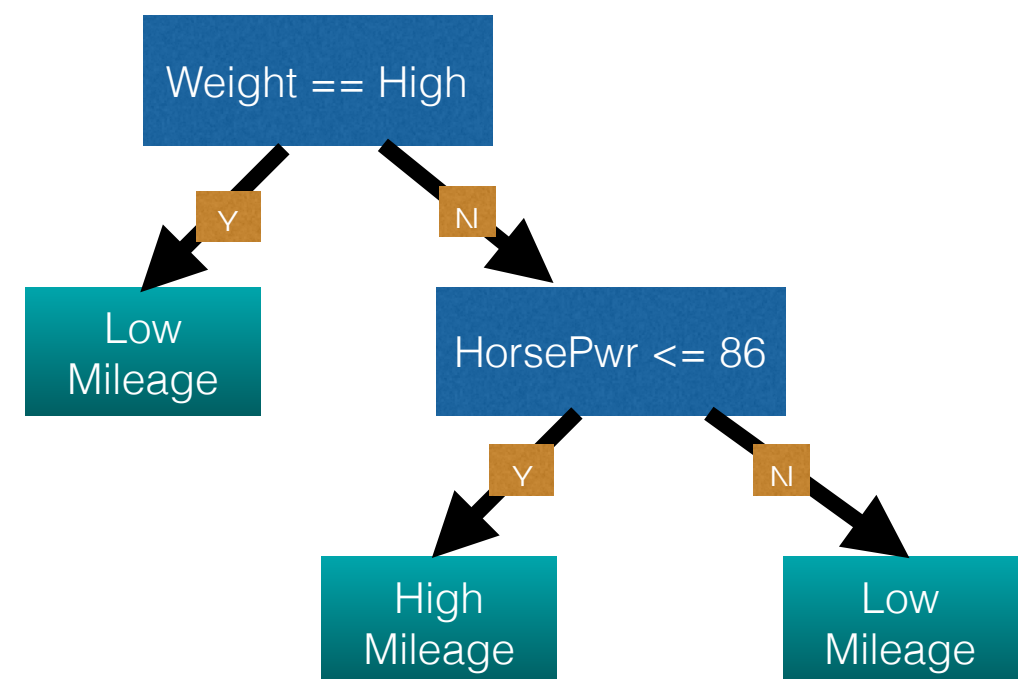 Weight == High
Y
N
Low
Mileage
HorsePwr <= 86
Y
N
High
Mileage
Low
Mileage